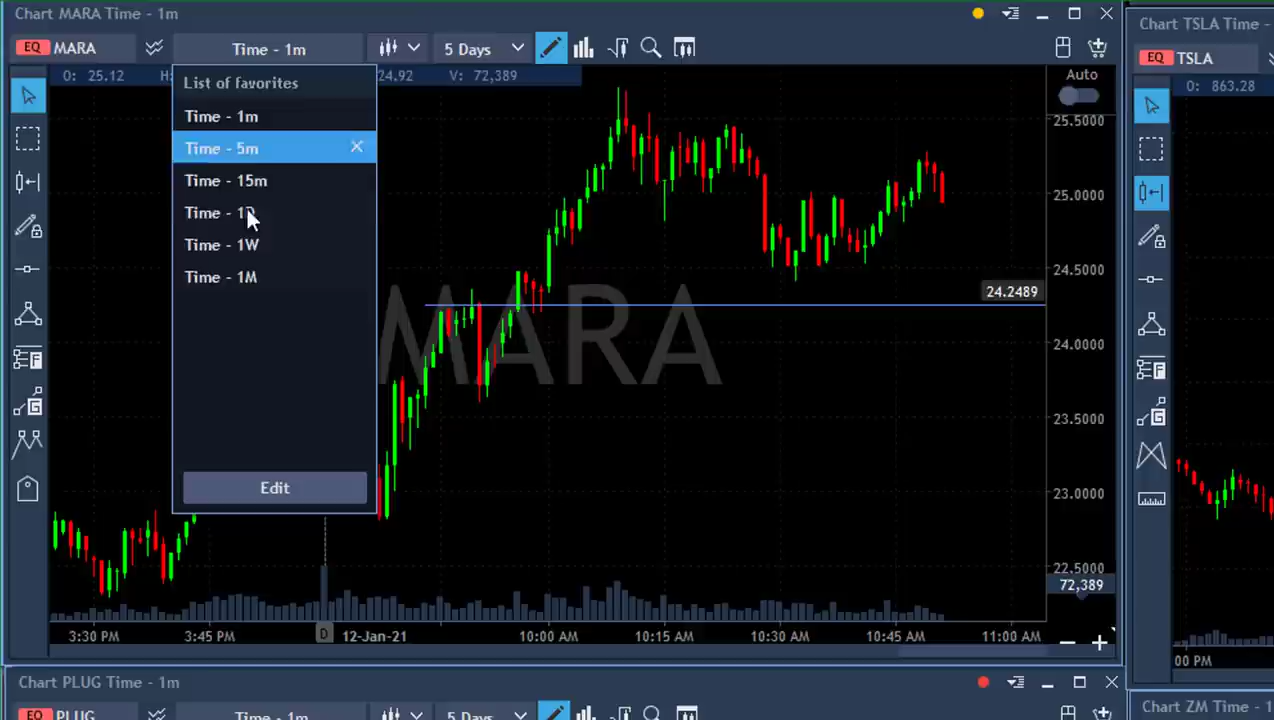 Chart MARA Time - 1m
EQ MARA
Time - 1m
5 Days
O: 25.12 H: 24.92 V: 72,389
List of favorites
Time - 1m
Time - 5m
Time - 15m
Time - 1D
Time - 1W
Time - 1M
Edit
MARA
Auto
25.5000
25.0000
24.5000
24.2489
24.0000
23.5000
23.0000
22.5000
72,389
3:30 PM 3:45 PM D 12-Jan-21 10:00 AM 10:15 AM 10:30 AM 10:45 AM 11:00 AM
Chart TSLA Time - 1m
EQ TSLA
O: 863.28
F
G
F
G
00 PM
Chart PLUG Time - 1m
EQ PLUG
Time - 1m
5 Days
Chart ZM Time - 1m